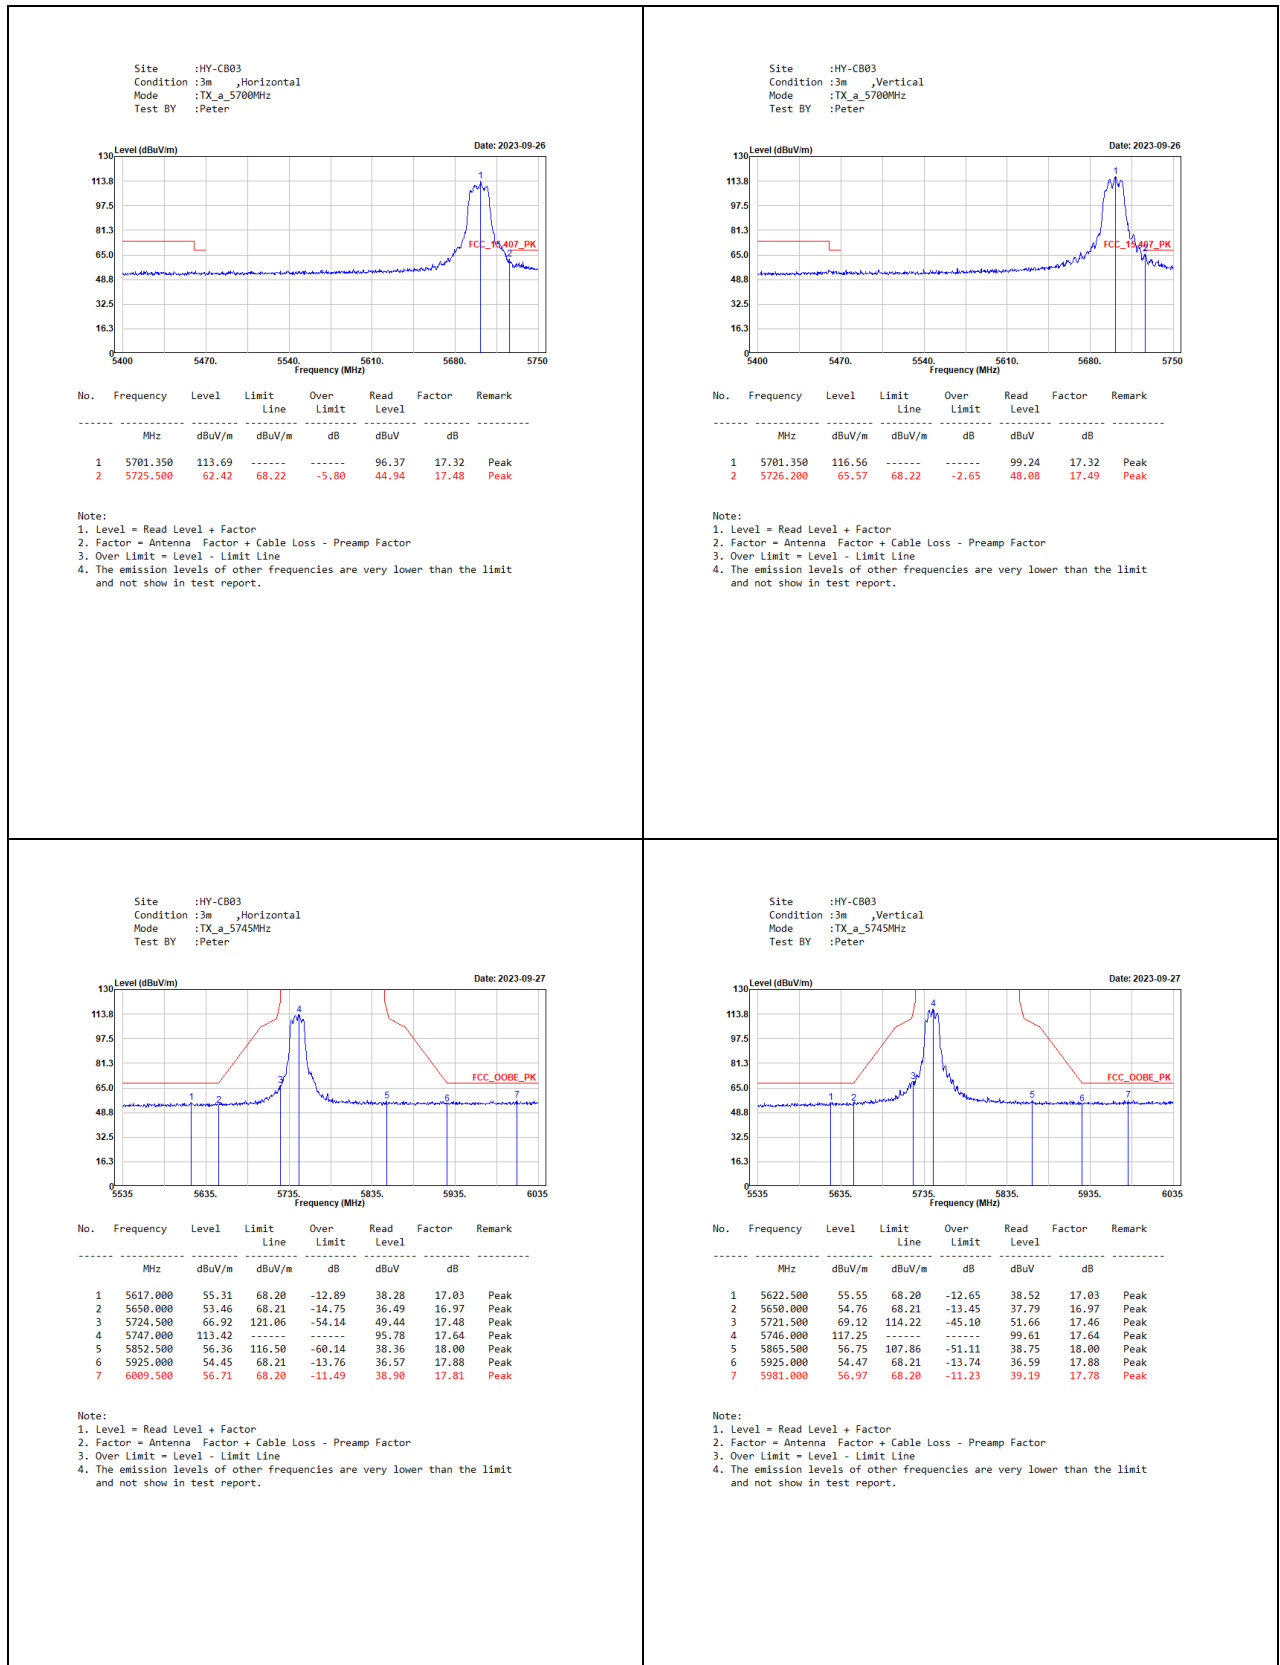 Site :HY-CB03
Condition :3m ,Horizontal
Mode :TX_a_5700MHz
Test BY :Peter
Level (dBuV/m) Date: 2023-09-26
130
113.8
97.5
81.3
65.0
48.8
32.5
16.3
0
1
2
FCC_15.407_PK
5400 5470. 5540. 5610. 5680. 5750
Frequency (MHz)
No. Frequency Level Limit Over Read Factor Remark
Line Limit Level
------ ----------- -------- --------- -------- -------- -------- ---------
MHz dBuV/m dBuV/m dB dBuV dB
1 5701.350 113.69 ------ ------ 96.37 17.32 Peak
2 5725.500 62.42 68.22 -5.80 44.94 17.48 Peak
Note:
1. Level = Read Level + Factor
2. Factor = Antenna Factor + Cable Loss - Preamp Factor
3. Over Limit = Level - Limit Line
4. The emission levels of other frequencies are very lower than the limit
and not show in test report.
Site :HY-CB03
Condition :3m ,Vertical
Mode :TX_a_5700MHz
Test BY :Peter
Level (dBuV/m) Date: 2023-09-26
130
113.8
97.5
81.3
65.0
48.8
32.5
16.3
0
1
2
FCC_15.407_PK
5400 5470. 5540. 5610. 5680. 5750
Frequency (MHz)
No. Frequency Level Limit Over Read Factor Remark
Line Limit Level
------ ----------- -------- --------- -------- -------- -------- ---------
MHz dBuV/m dBuV/m dB dBuV dB
1 5701.350 116.56 ------ ------ 99.24 17.32 Peak
2 5726.200 65.57 68.22 -2.65 48.08 17.49 Peak
Note:
1. Level = Read Level + Factor
2. Factor = Antenna Factor + Cable Loss - Preamp Factor
3. Over Limit = Level - Limit Line
4. The emission levels of other frequencies are very lower than the limit
and not show in test report.
Site :HY-CB03
Condition :3m ,Horizontal
Mode :TX_a_5745MHz
Test BY :Peter
Level (dBuV/m) Date: 2023-09-27
130
113.8
97.5
81.3
65.0
48.8
32.5
16.3
0
1 2 3 4 5 6 7
FCC_OOBE_PK
5535 5635. 5735. 5835. 5935. 6035
Frequency (MHz)
No. Frequency Level Limit Over Read Factor Remark
Line Limit Level
------ ----------- -------- --------- -------- -------- -------- ---------
MHz dBuV/m dBuV/m dB dBuV dB
1 5617.000 55.31 68.20 -12.89 38.28 17.03 Peak
2 5650.000 53.46 68.21 -14.75 36.49 16.97 Peak
3 5724.500 66.92 121.06 -54.14 49.44 17.48 Peak
4 5747.000 113.42 ------ ------ 95.78 17.64 Peak
5 5852.500 56.36 116.50 -60.14 38.36 18.00 Peak
6 5925.000 54.45 68.21 -13.76 36.57 17.88 Peak
7 6009.500 56.71 68.20 -11.49 38.90 17.81 Peak
Note:
1. Level = Read Level + Factor
2. Factor = Antenna Factor + Cable Loss - Preamp Factor
3. Over Limit = Level - Limit Line
4. The emission levels of other frequencies are very lower than the limit
and not show in test report.
Site :HY-CB03
Condition :3m ,Vertical
Mode :TX_a_5745MHz
Test BY :Peter
Level (dBuV/m) Date: 2023-09-27
130
113.8
97.5
81.3
65.0
48.8
32.5
16.3
0
1 2 3 4 5 6 7
FCC_OOBE_PK
5535 5635. 5735. 5835. 5935. 6035
Frequency (MHz)
No. Frequency Level Limit Over Read Factor Remark
Line Limit Level
------ ----------- -------- --------- -------- -------- -------- ---------
MHz dBuV/m dBuV/m dB dBuV dB
1 5622.500 55.55 68.20 -12.65 38.52 17.03 Peak
2 5650.000 54.76 68.21 -13.45 37.79 16.97 Peak
3 5721.500 69.12 114.22 -45.10 51.66 17.46 Peak
4 5746.000 117.25 ------ ------ 99.61 17.64 Peak
5 5865.500 56.75 107.86 -51.11 38.75 18.00 Peak
6 5925.000 54.47 68.21 -13.74 36.59 17.88 Peak
7 5981.000 56.97 68.20 -11.23 39.19 17.78 Peak
Note:
1. Level = Read Level + Factor
2. Factor = Antenna Factor + Cable Loss - Preamp Factor
3. Over Limit = Level - Limit Line
4. The emission levels of other frequencies are very lower than the limit
and not show in test report.